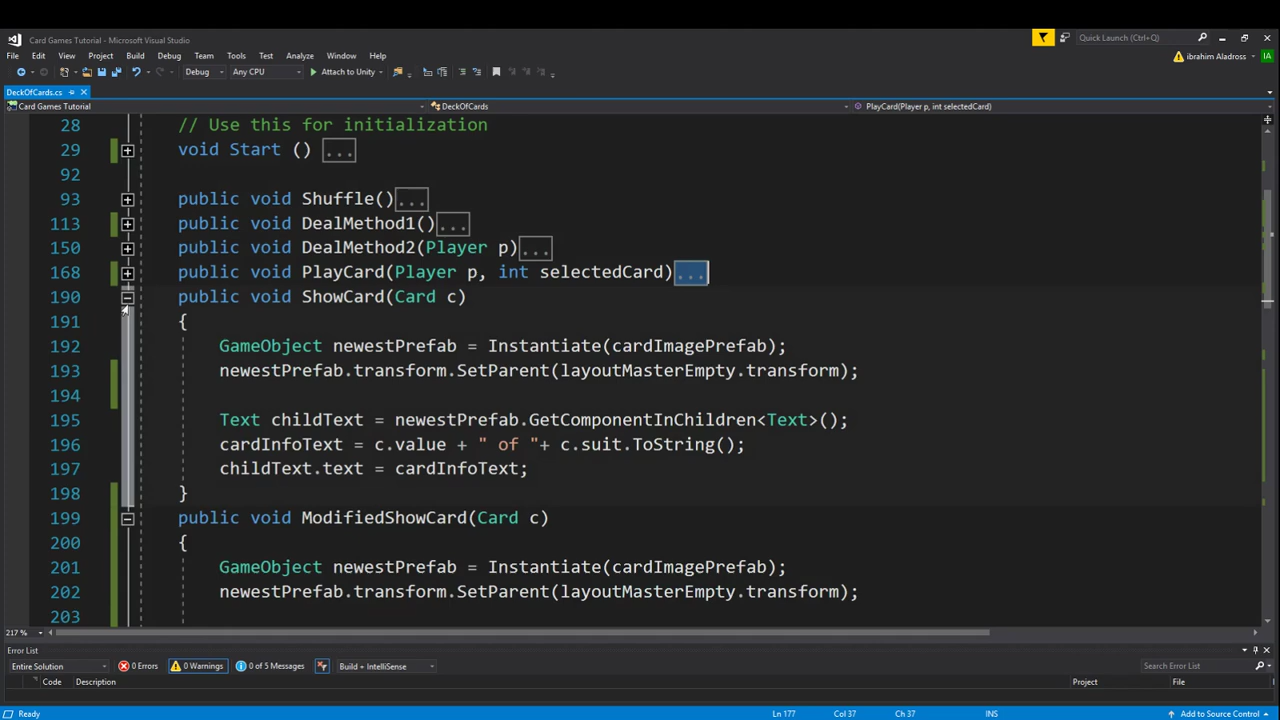 Card Games Tutorial - Microsoft Visual Studio
Quick Launch (Ctrl+Q)
File Edit View Project Build Debug Team Tools Test Analyze Window Help
ibrahim Aladross
IA
Debug Any CPU Attach to Unity
DeckOfCards.cs
Card Games Tutorial DeckOfCards PlayCard(Player p, int selectedCard)
28 // Use this for initialization
29 void Start () ...
92
93 public void Shuffle()...
113 public void DealMethod1()...
150 public void DealMethod2(Player p)...
168 public void PlayCard(Player p, int selectedCard)...
190 public void ShowCard(Card c)
191 {
192 GameObject newestPrefab = Instantiate(cardImagePrefab);
193 newestPrefab.transform.SetParent(layoutMasterEmpty.transform);
194
195 Text childText = newestPrefab.GetComponentInChildren<Text>();
196 cardInfoText = c.value + " of "+ c.suit.ToString();
197 childText.text = cardInfoText;
198 }
199 public void ModifiedShowCard(Card c)
200 {
201 GameObject newestPrefab = Instantiate(cardImagePrefab);
202 newestPrefab.transform.SetParent(layoutMasterEmpty.transform);
203
217 %
Error List
Entire Solution 0 Errors 0 Warnings 0 of 5 Messages Build + IntelliSense Search Error List
Code Description Project File
Ready Ln 177 Col 37 Ch 37 INS Add to Source Control